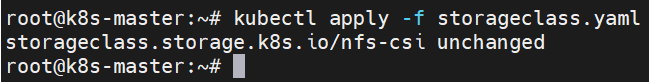 root@k8s-master:~# kubectl apply -f storageclass.yaml
storageclass.storage.k8s.io/nfs-csi unchanged
root@k8s-master:~#